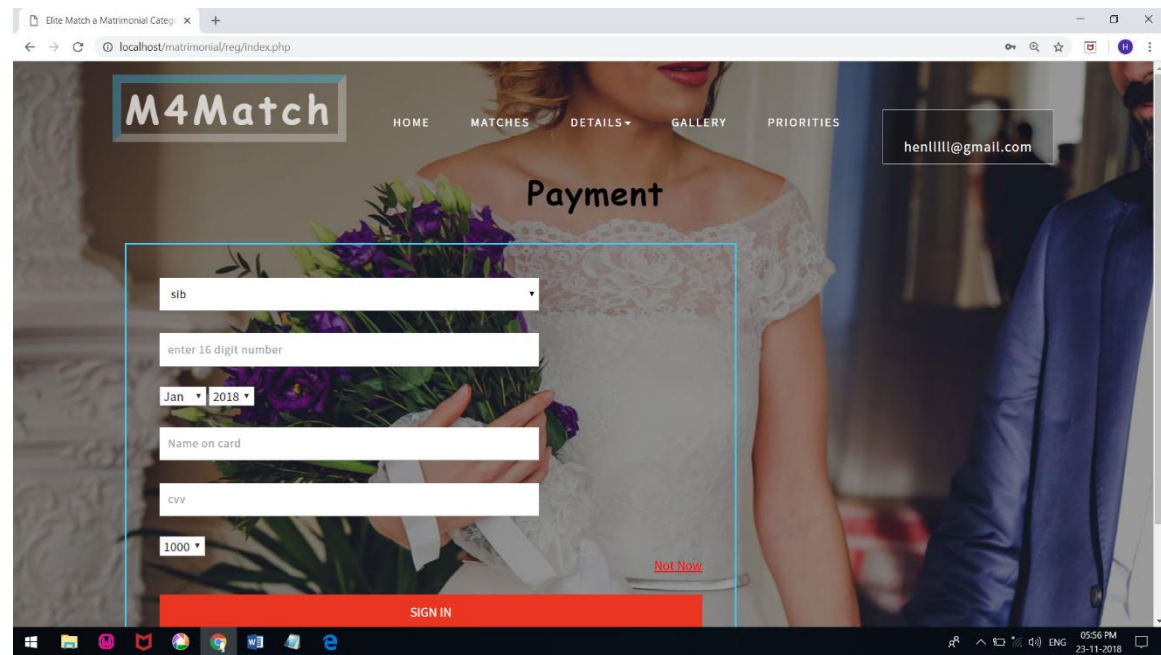 Elite Match a Matrimonial Catego
localhost/matrimonial/reg/index.php
H
M4Match
HOME MATCHES DETAILS GALLERY PRIORITIES
henlllll@gmail.com
Payment
sib
enter 16 digit number
Jan 2018
Name on card
cvv
1000
Not Now
SIGN IN
ENG 05:56 PM
23-11-2018